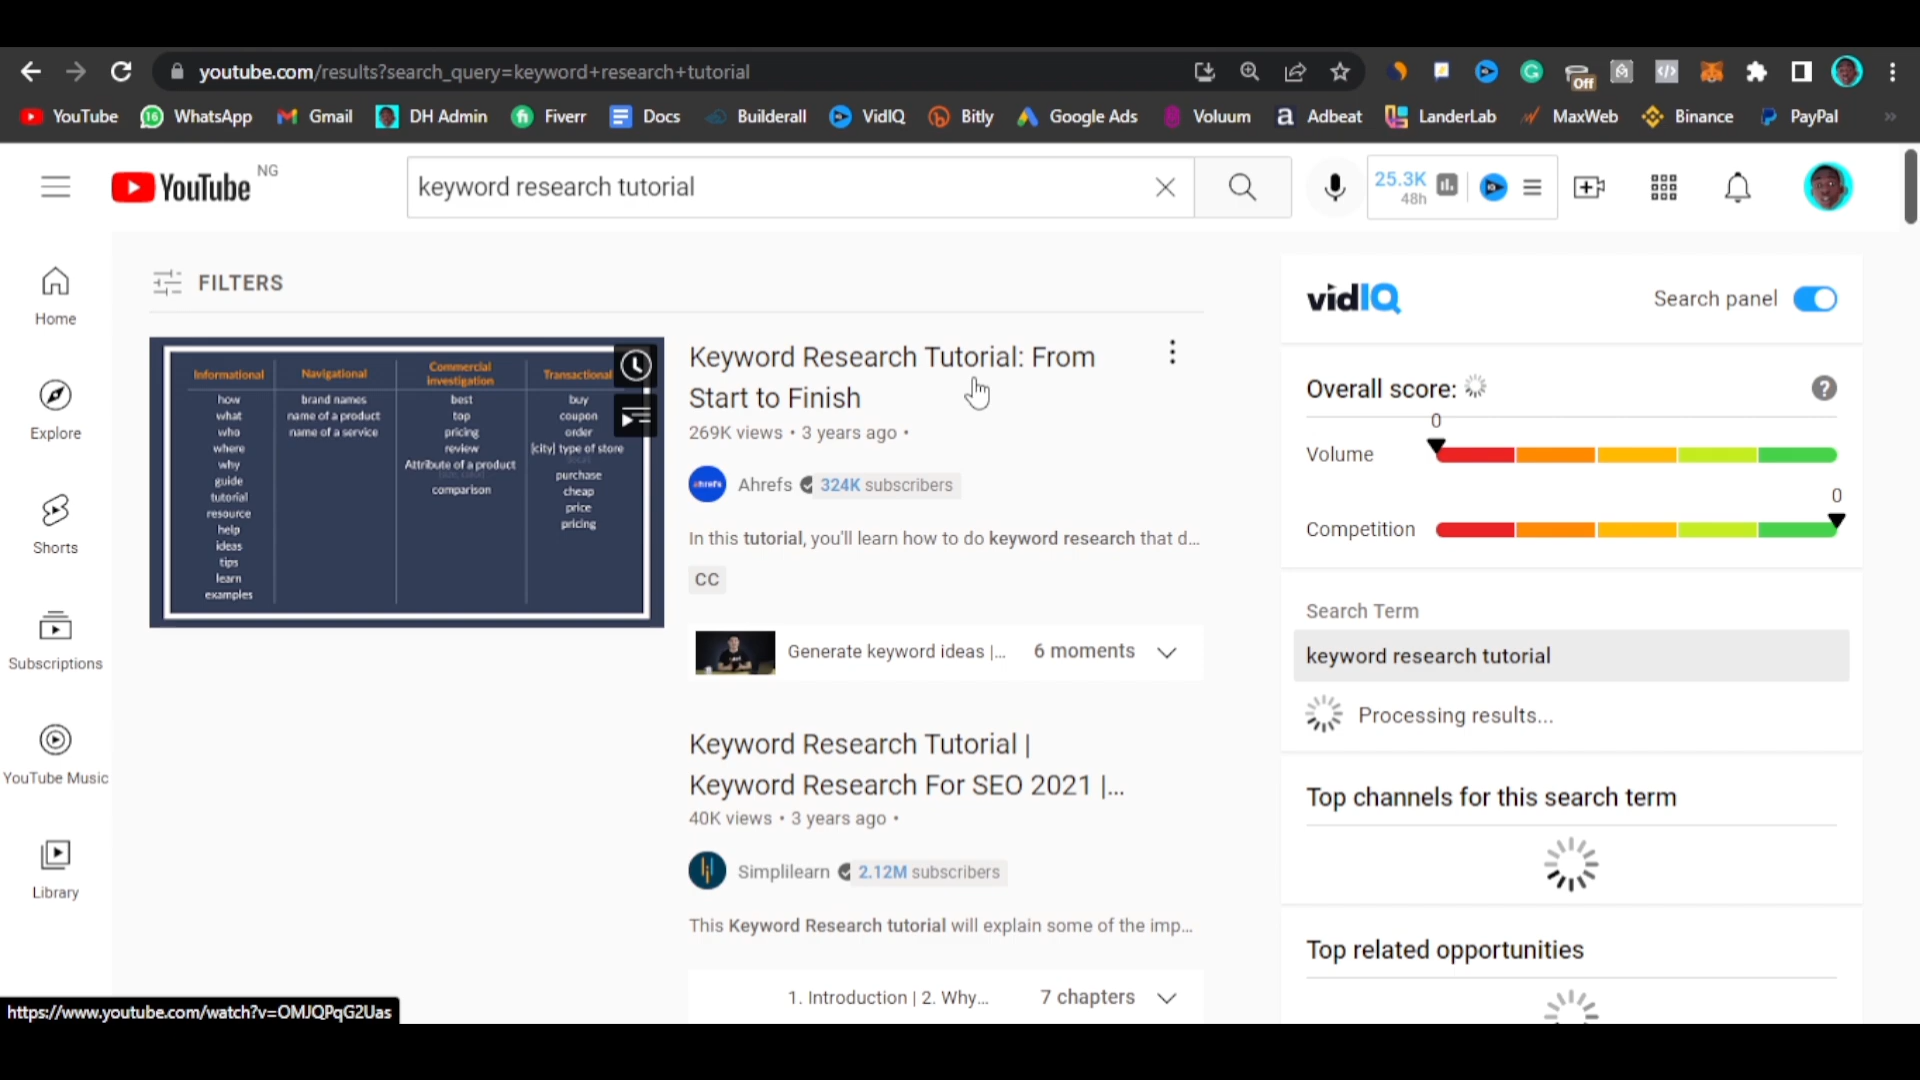 youtube.com/results?search_query=keyword+research+tutorial
Off
YouTube
16
WhatsApp
Gmail
DH Admin
Fiverr
Docs
Builderall
VidIQ
Bitly
Google Ads
Voluum
Adbeat
LanderLab
MaxWeb
Binance
PayPal
YouTube NG
keyword research tutorial
25.3K
48h
Home
Explore
Shorts
Subscriptions
YouTube Music
Library
FILTERS
Informational
how
what
who
where
why
guide
tutorial
resource
help
ideas
tips
learn
examples
Navigational
brand names
name of a product
name of a service
Commercial
Investigation
best
top
pricing
review
Attribute of a product
comparison
Transactional
buy
coupon
order
[city] type of store
purchase
cheap
price
pricing
Keyword Research Tutorial: From
Start to Finish
269K views • 3 years ago •
ahrefs
Ahrefs 324K subscribers
In this tutorial, you'll learn how to do keyword research that d...
CC
Generate keyword ideas |... 6 moments
Keyword Research Tutorial |
Keyword Research For SEO 2021 |...
40K views • 3 years ago •
Simplilearn 2.12M subscribers
This Keyword Research tutorial will explain some of the imp...
1. Introduction | 2. Why... 7 chapters
vidIQ
Search panel
Overall score:
0
Volume
0
Competition
Search Term
keyword research tutorial
Processing results...
Top channels for this search term
Top related opportunities
https://www.youtube.com/watch?v=OMJQPqG2Uas